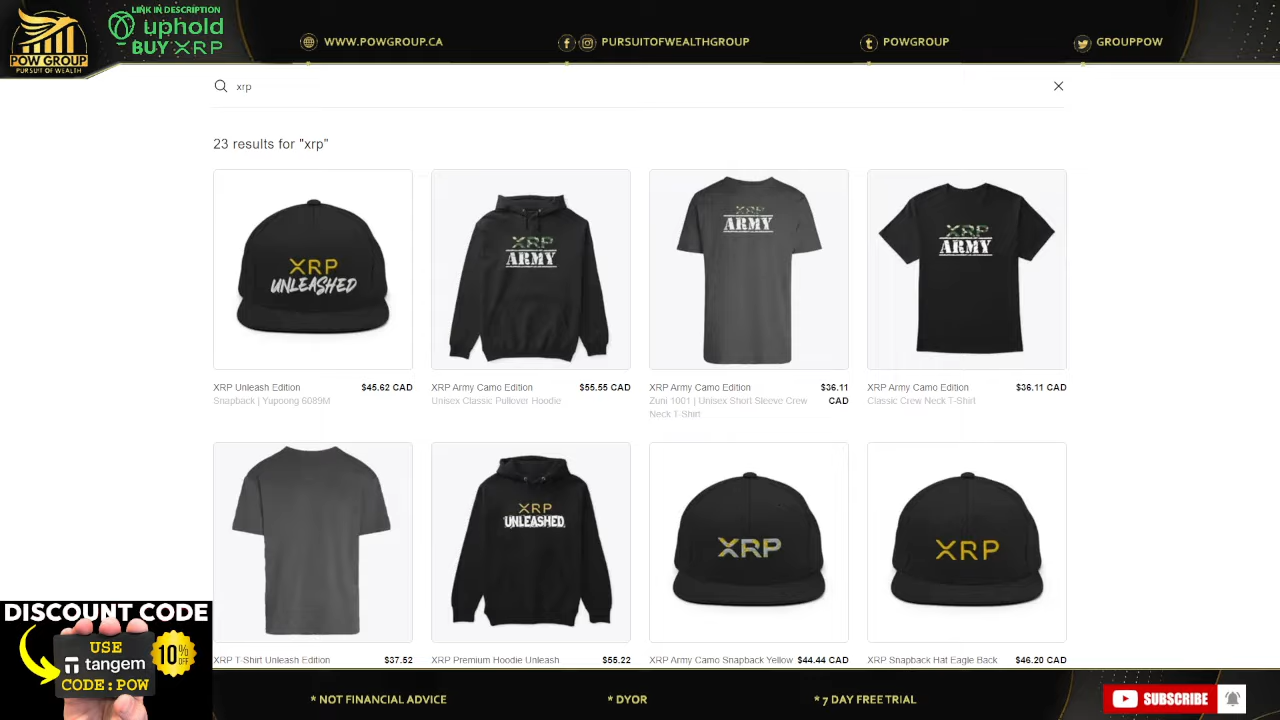 LINK IN DESCRIPTION
uphold
BUY XRP
POW GROUP
PURSUIT OF WEALTH
WWW.POWGROUP.CA
PURSUITOFWEALTHGROUP
POWGROUP
GROUPPOW
xrp
23 results for "xrp"
XRP
UNLEASHED
XRP
ARMY
XRP
ARMY
XRP
ARMY
XRP Unleash Edition $45.62 CAD
Snapback | Yupoong 6089M
XRP Army Camo Edition $55.55 CAD
Unisex Classic Pullover Hoodie
XRP Army Camo Edition $36.11 CAD
Zuni 1001 | Unisex Short Sleeve Crew
Neck T-Shirt
XRP Army Camo Edition $36.11 CAD
Classic Crew Neck T-Shirt
XRP
UNLEASHED
XRP
XRP
XRP T-Shirt Unleash Edition $37.52
XRP Premium Hoodie Unleash $55.22
XRP Army Camo Snapback Yellow $44.44 CAD
XRP Snapback Hat Eagle Back $46.20 CAD
DISCOUNT CODE
USE
tangem
CODE:POW
10% OFF
* NOT FINANCIAL ADVICE
* DYOR
* 7 DAY FREE TRIAL
SUBSCRIBE